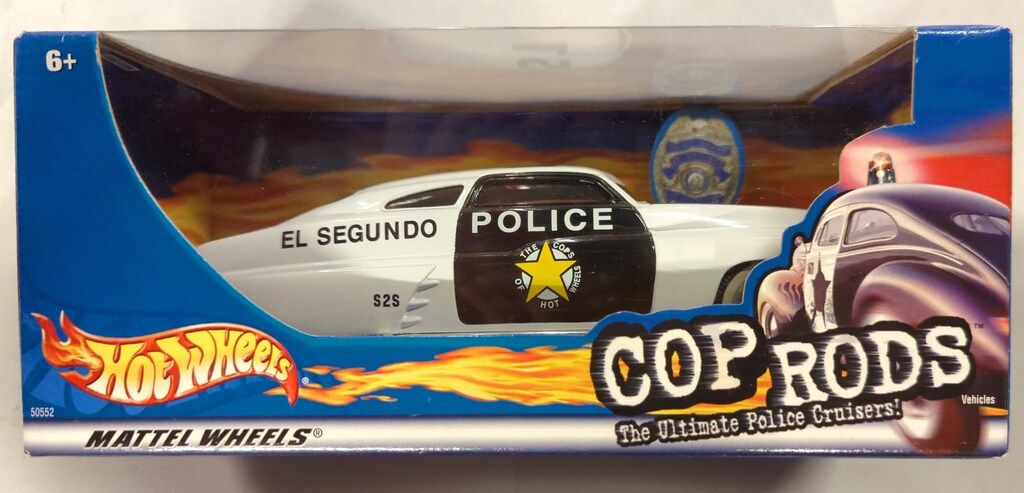 6+
EL SEGUNDO
POLICE
THE COPS
OF HOT WHEELS
S2S
HOT WHEELS®
50552
MATTEL WHEELS®
COP RODS™
Vehicles
The Ultimate Police Cruisers!